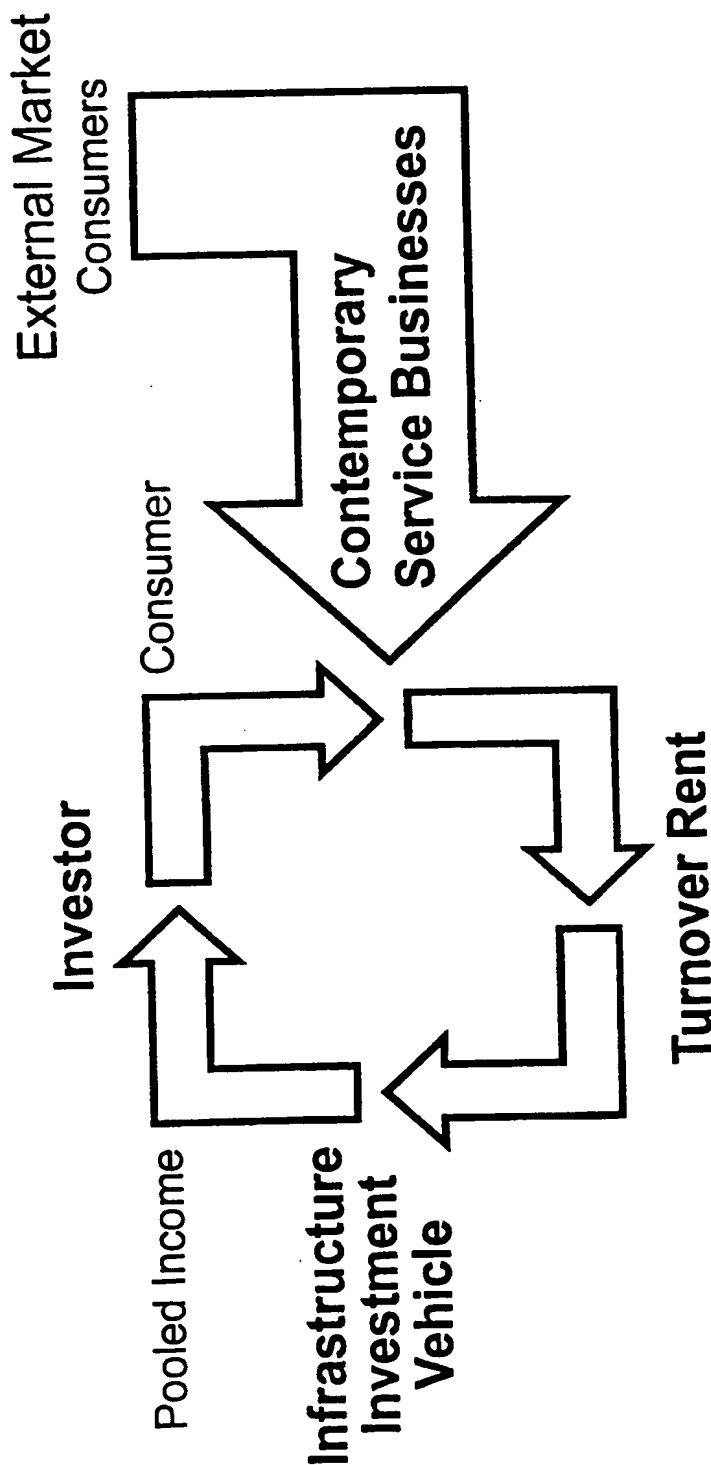 External Market
Consumers
Consumer
Investor
Pooled Income
Contemporary
Service Businesses
Infrastructure
Investment
Vehicle
Turnover Rent